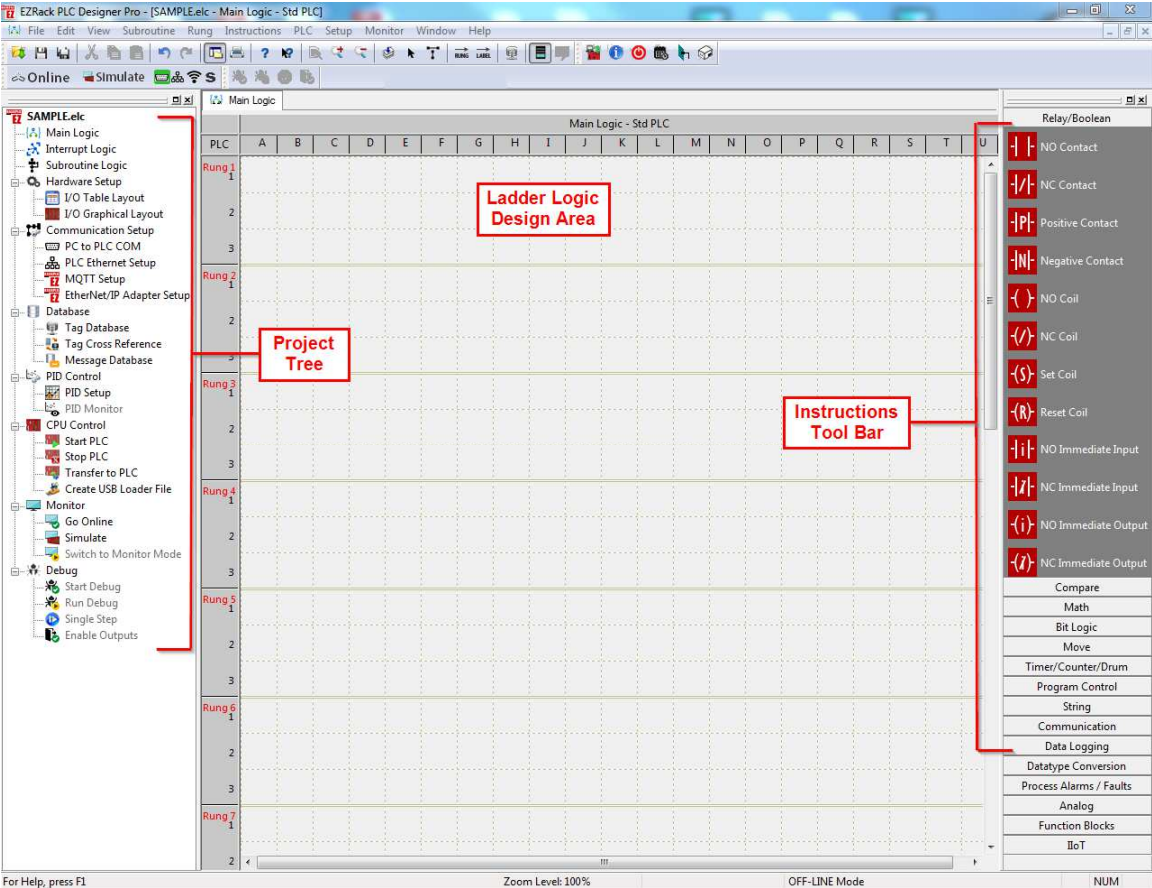 EZRack PLC Designer Pro - [SAMPLE.elc - Main Logic - Std PLC]
File Edit View Subroutine Rung Instructions PLC Setup Monitor Window Help
RUNG LABEL
Online Simulate S
Main Logic
SAMPLE.elc
Main Logic
Interrupt Logic
Subroutine Logic
Hardware Setup
I/O Table Layout
I/O Graphical Layout
Communication Setup
PC to PLC COM
PLC Ethernet Setup
MQTT Setup
EtherNet/IP Adapter Setup
Database
Tag Database
Tag Cross Reference
Message Database
PID Control
PID Setup
PID Monitor
CPU Control
Start PLC
Stop PLC
Transfer to PLC
Create USB Loader File
Monitor
Go Online
Simulate
Switch to Monitor Mode
Debug
Start Debug
Run Debug
Single Step
Enable Outputs
Project
Tree
Main Logic - Std PLC
PLC A B C D E F G H I J K L M N O P Q R S T U
Rung 1
1
2
3
Rung 2
1
2
3
Rung 3
1
2
3
Rung 4
1
2
3
Rung 5
1
2
3
Rung 6
1
2
3
Rung 7
1
2
Ladder Logic
Design Area
Instructions
Tool Bar
Relay/Boolean
NO Contact
NC Contact
P Positive Contact
N Negative Contact
NO Coil
NC Coil
S Set Coil
R Reset Coil
i NO Immediate Input
NC Immediate Input
i NO Immediate Output
NC Immediate Output
Compare
Math
Bit Logic
Move
Timer/Counter/Drum
Program Control
String
Communication
Data Logging
Datatype Conversion
Process Alarms / Faults
Analog
Function Blocks
IIoT
For Help, press F1 Zoom Level: 100% OFF-LINE Mode NUM